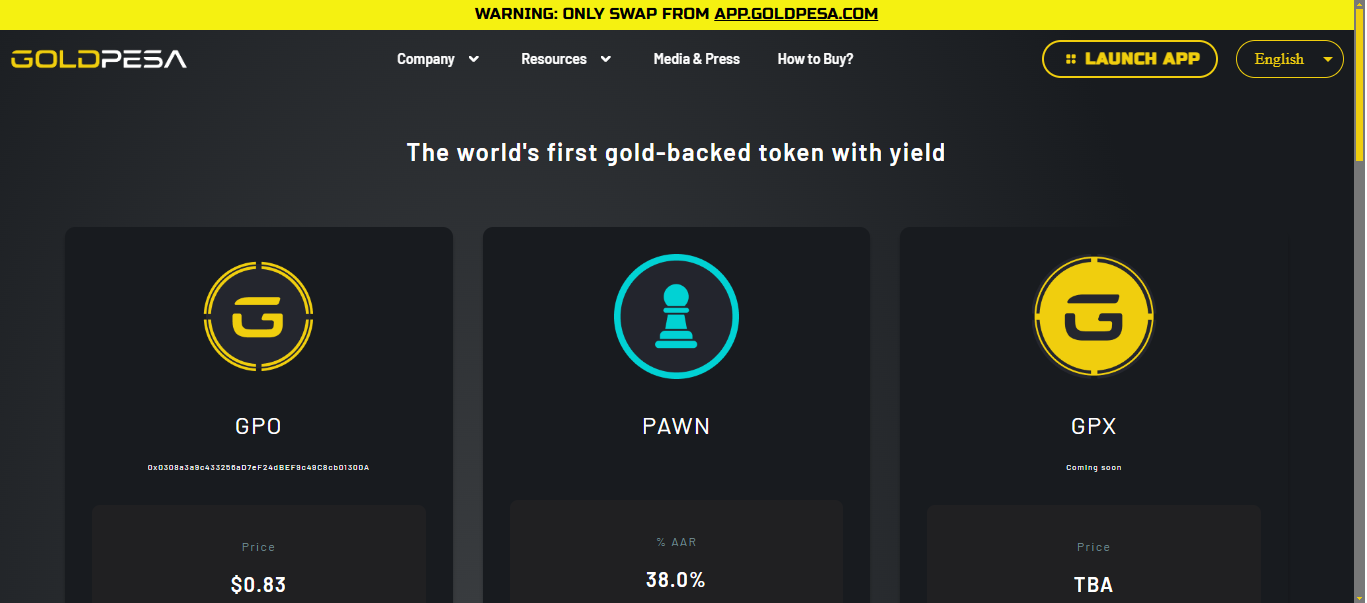 WARNING: ONLY SWAP FROM APP.GOLDPESA.COM
GOLDPESA Company Resources Media & Press How to Buy? LAUNCH APP English
The world's first gold-backed token with yield
GPO PAWN GPX
0x0308a3a9c433256aD7eF24dBEF9c49C8cb01300A Coming soon
Price % AAR Price
$0.83 38.0% TBA